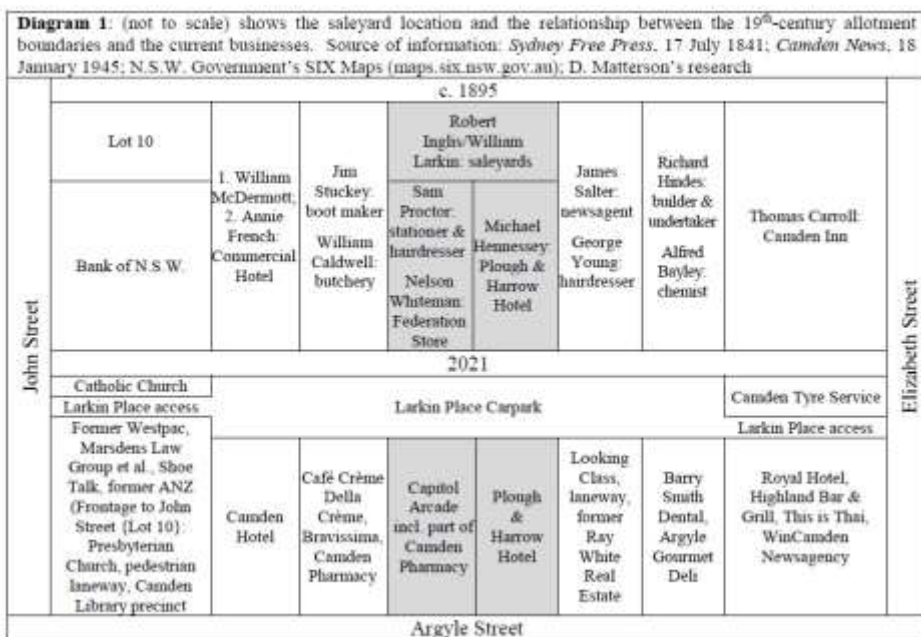 Diagram 1: (not to scale) shows the saleyard location and the relationship between the 19th-century allotment
boundaries and the current businesses. Source of information: Sydney Free Press, 17 July 1841; Camden News, 18
January 1945; N.S.W. Government's SIX Maps (maps.six.nsw.gov.au); D. Matterson's research
John Street
c. 1895
Lot 10
Bank of N.S.W.
1. William
McDermott;
2. Annie
French:
Commercial
Hotel
Jim
Stuckey:
boot maker
William
Caldwell:
butchery
Robert
Inglis/William
Larkin: saleyards
Sam
Proctor:
stationer &
hairdresser
Nelson
Whiteman:
Federation
Store
Michael
Hennessey:
Plough &
Harrow
Hotel
James
Salter:
newsagent
George
Young:
hairdresser
Richard
Hindes:
builder &
undertaker
Alfred
Bayley:
chemist
Thomas Carroll:
Camden Inn
Elizabeth Street
2021
Catholic Church
Larkin Place access
Former Westpac,
Marsdens Law
Group et al., Shoe
Talk, former ANZ
(Frontage to John
Street {Lot 10}:
Presbyterian
Church, pedestrian
laneway, Camden
Library precinct
Larkin Place Carpark
Camden Tyre Service
Larkin Place access
Camden
Hotel
Café Crème
Della
Crème,
Bravissima,
Camden
Pharmacy
Capitol
Arcade
incl. part of
Camden
Pharmacy
Plough
&
Harrow
Hotel
Looking
Class,
laneway,
former
Ray
White
Real
Estate
Barry
Smith
Dental,
Argyle
Gourmet
Deli
Royal Hotel,
Highland Bar &
Grill, This is Thai,
WinCamden
Newsagency
Argyle Street